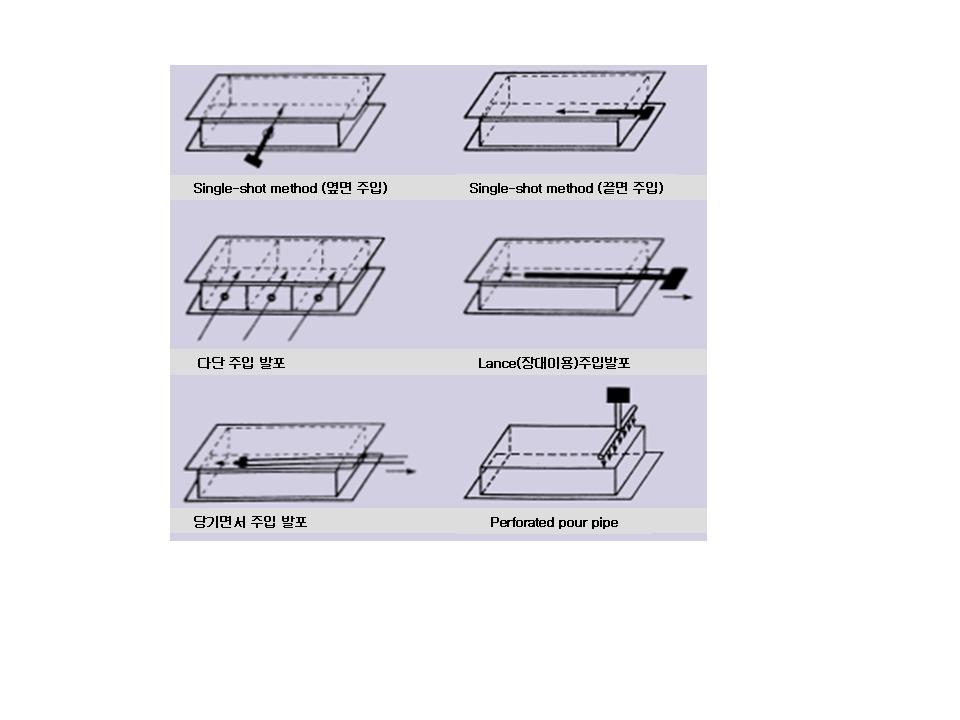 Single-shot method (옆면 주입)
Single-shot method (끝면 주입)
다단 주입 발포
Lance(장대이용)주입발포
당기면서 주입 발포
Perforated pour pipe